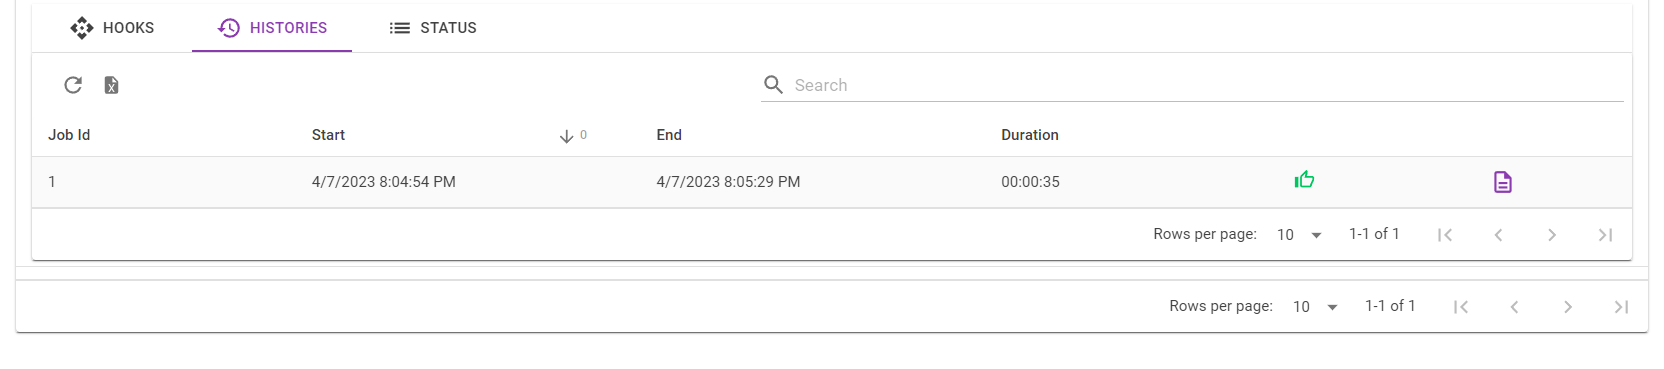 HOOKS HISTORIES STATUS
Search
Job Id Start 0 End Duration
1 4/7/2023 8:04:54 PM 4/7/2023 8:05:29 PM 00:00:35
Rows per page: 10 1-1 of 1
Rows per page: 10 1-1 of 1